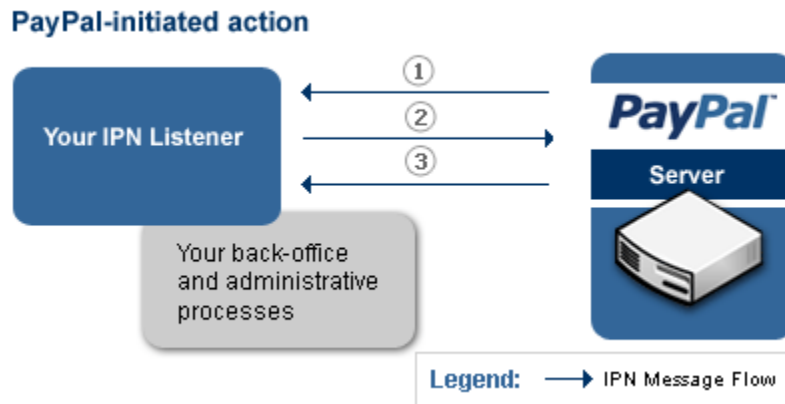 PayPal-initiated action
1
Your IPN Listener
2
3
PayPal™
Server
Your back-office
and administrative
processes
Legend:
IPN Message Flow